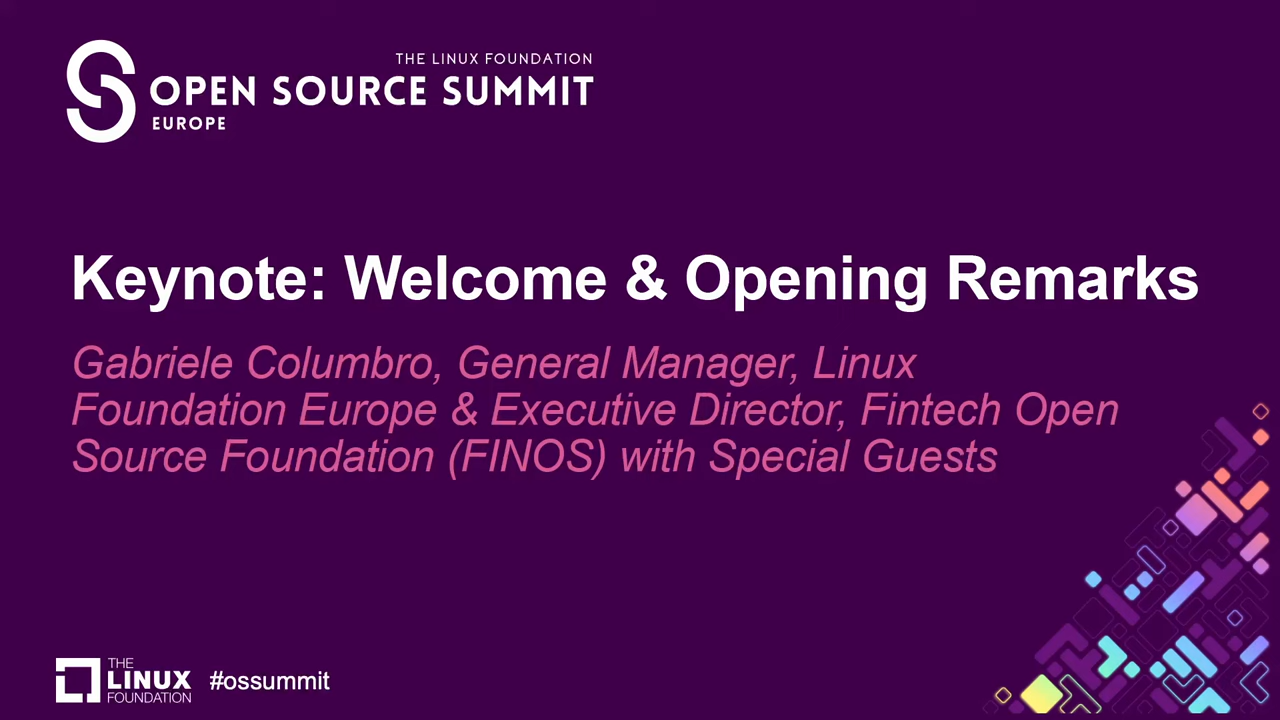 THE LINUX FOUNDATION
OPEN SOURCE SUMMIT
EUROPE
Keynote: Welcome & Opening Remarks
Gabriele Columbro, General Manager, Linux
Foundation Europe & Executive Director, Fintech Open
Source Foundation (FINOS) with Special Guests
THE
LINUX
FOUNDATION
#ossummit